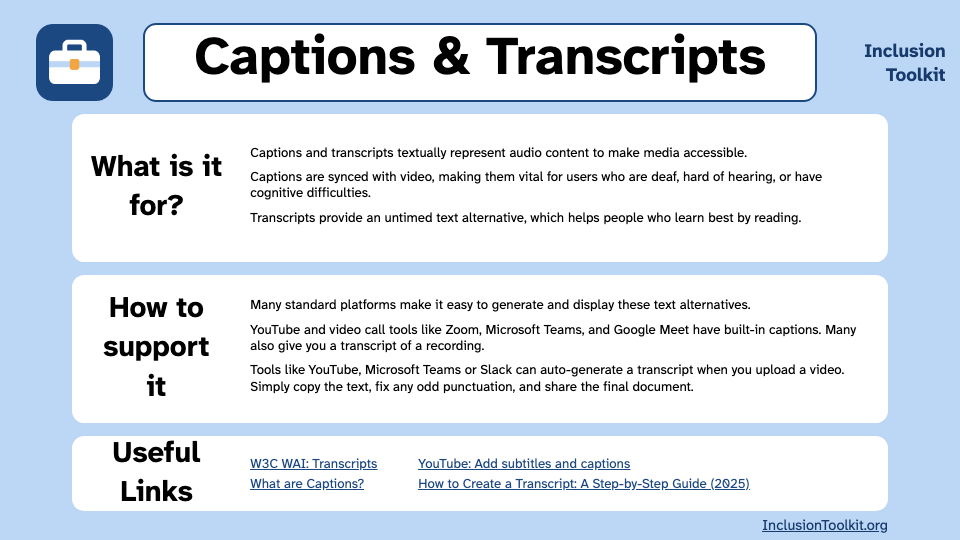 Captions & Transcripts
Inclusion
Toolkit
What is it
for?
Captions and transcripts textually represent audio content to make media accessible.
Captions are synced with video, making them vital for users who are deaf, hard of hearing, or have
cognitive difficulties.
Transcripts provide an untimed text alternative, which helps people who learn best by reading.
How to
support
it
Many standard platforms make it easy to generate and display these text alternatives.
YouTube and video call tools like Zoom, Microsoft Teams, and Google Meet have built-in captions. Many
also give you a transcript of a recording.
Tools like YouTube, Microsoft Teams or Slack can auto-generate a transcript when you upload a video.
Simply copy the text, fix any odd punctuation, and share the final document.
Useful
Links
W3C WAI: Transcripts
What are Captions?
YouTube: Add subtitles and captions
How to Create a Transcript: A Step-by-Step Guide (2025)
InclusionToolkit.org